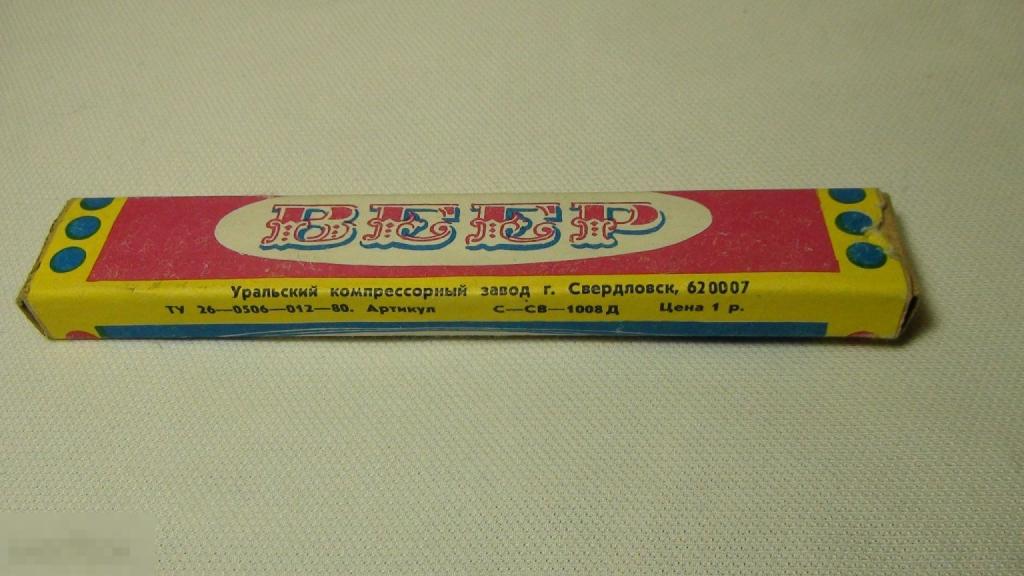 ВЕЕР
Уральский компрессорный завод г. Свердловск, 620007
ТУ 26—0506—012—80. Артикул С—СВ—1008Д Цена 1 р.